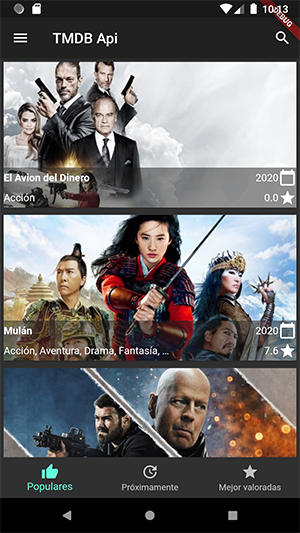 10:13
DEBUG
TMDB Api
El Avion del Dinero
2020
Acción
0.0
Mulán
2020
Acción, Aventura, Drama, Fantasía, ...
7.6
Populares
Próximamente
Mejor valoradas